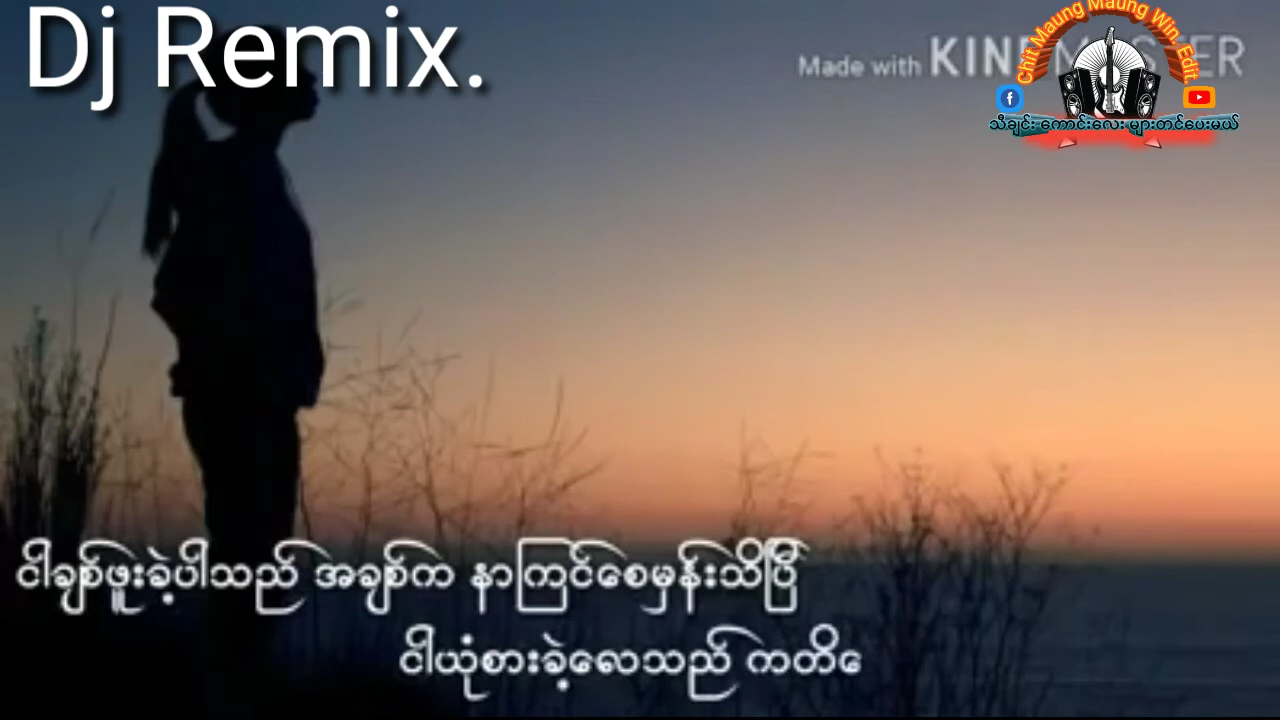 Dj Remix.
Made with KINEMASTER
Chit Maung Maung Win. Edit.
သီချင်း ကောင်းလေး များတင်ပေးမယ်
ငါချစ်ဖူးခဲ့ပါသည် အချစ်က နာကြင်စေမှန်းသိပြီ
ငါယုံစားခဲ့လေသည် ကတိ